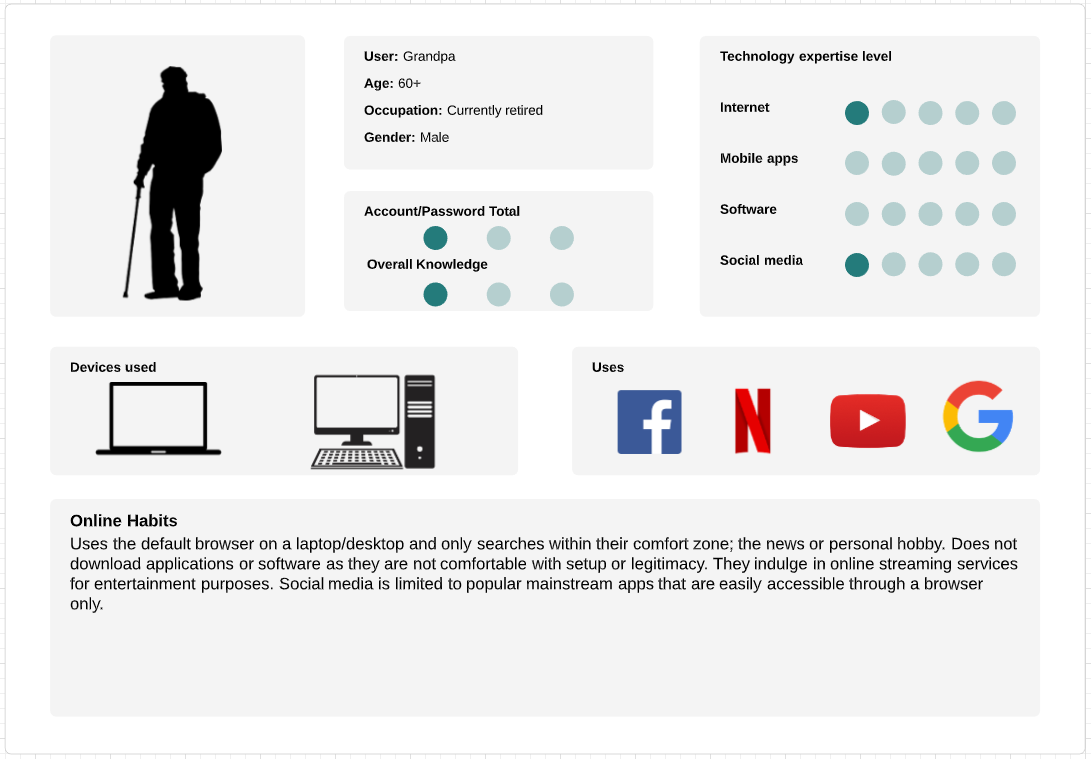 User: Grandpa
Age: 60+
Occupation: Currently retired
Gender: Male
Account/Password Total
Overall Knowledge
Technology expertise level
Internet
Mobile apps
Software
Social media
Devices used
Uses
Online Habits
Uses the default browser on a laptop/desktop and only searches within their comfort zone; the news or personal hobby. Does not
download applications or software as they are not comfortable with setup or legitimacy. They indulge in online streaming services
for entertainment purposes. Social media is limited to popular mainstream apps that are easily accessible through a browser
only.